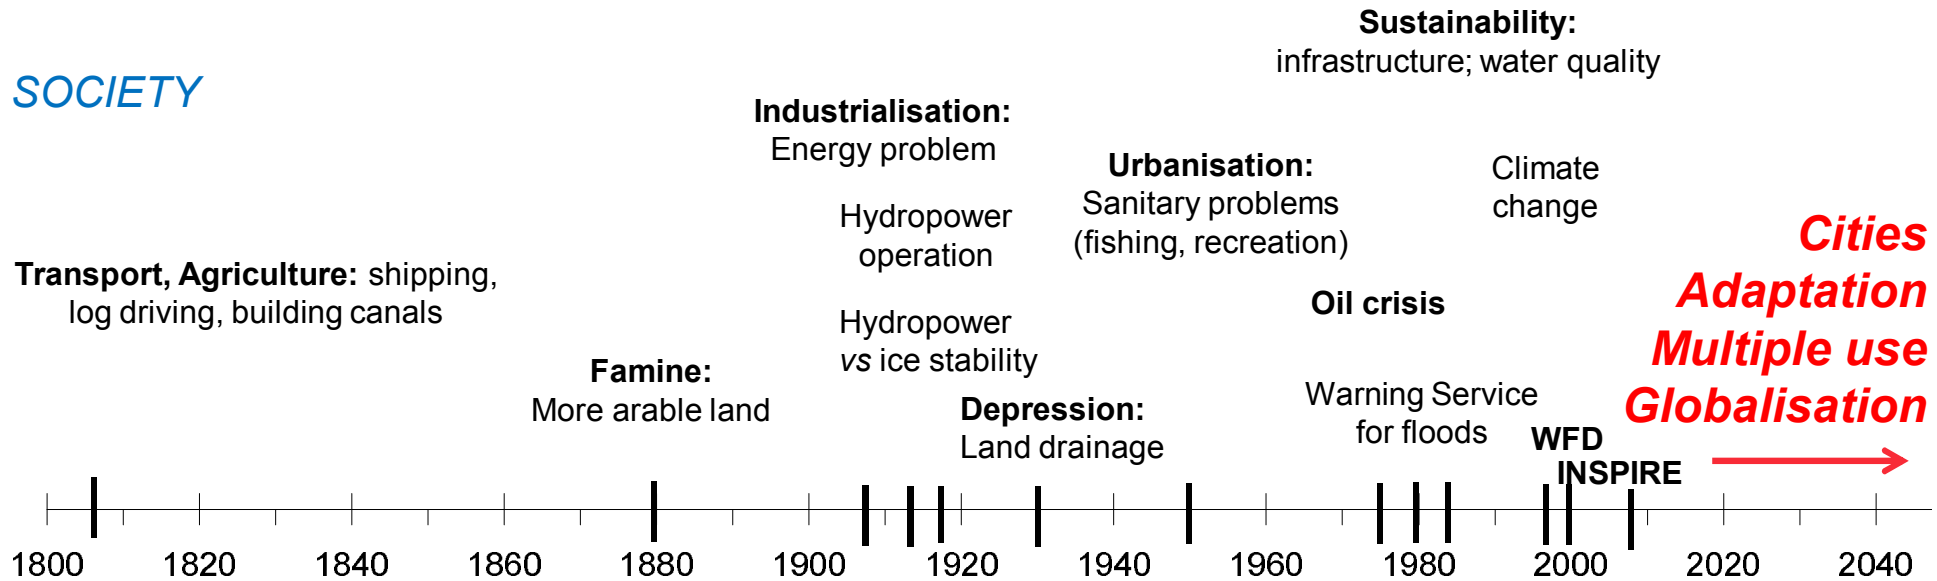 Sustainability:
infrastructure; water quality
SOCIETY
Industrialisation:
Energy problem
Urbanisation:
Sanitary problems
(fishing, recreation)
Climate
change
Hydropower
operation
Cities
Adaptation
Multiple use
Globalisation
Transport, Agriculture: shipping,
log driving, building canals
Oil crisis
Hydropower
vs ice stability
Famine:
More arable land
Depression:
Land drainage
Warning Service
for floods
WFD
INSPIRE
1800 1820 1840 1860 1880 1900 1920 1940 1960 1980 2000 2020 2040